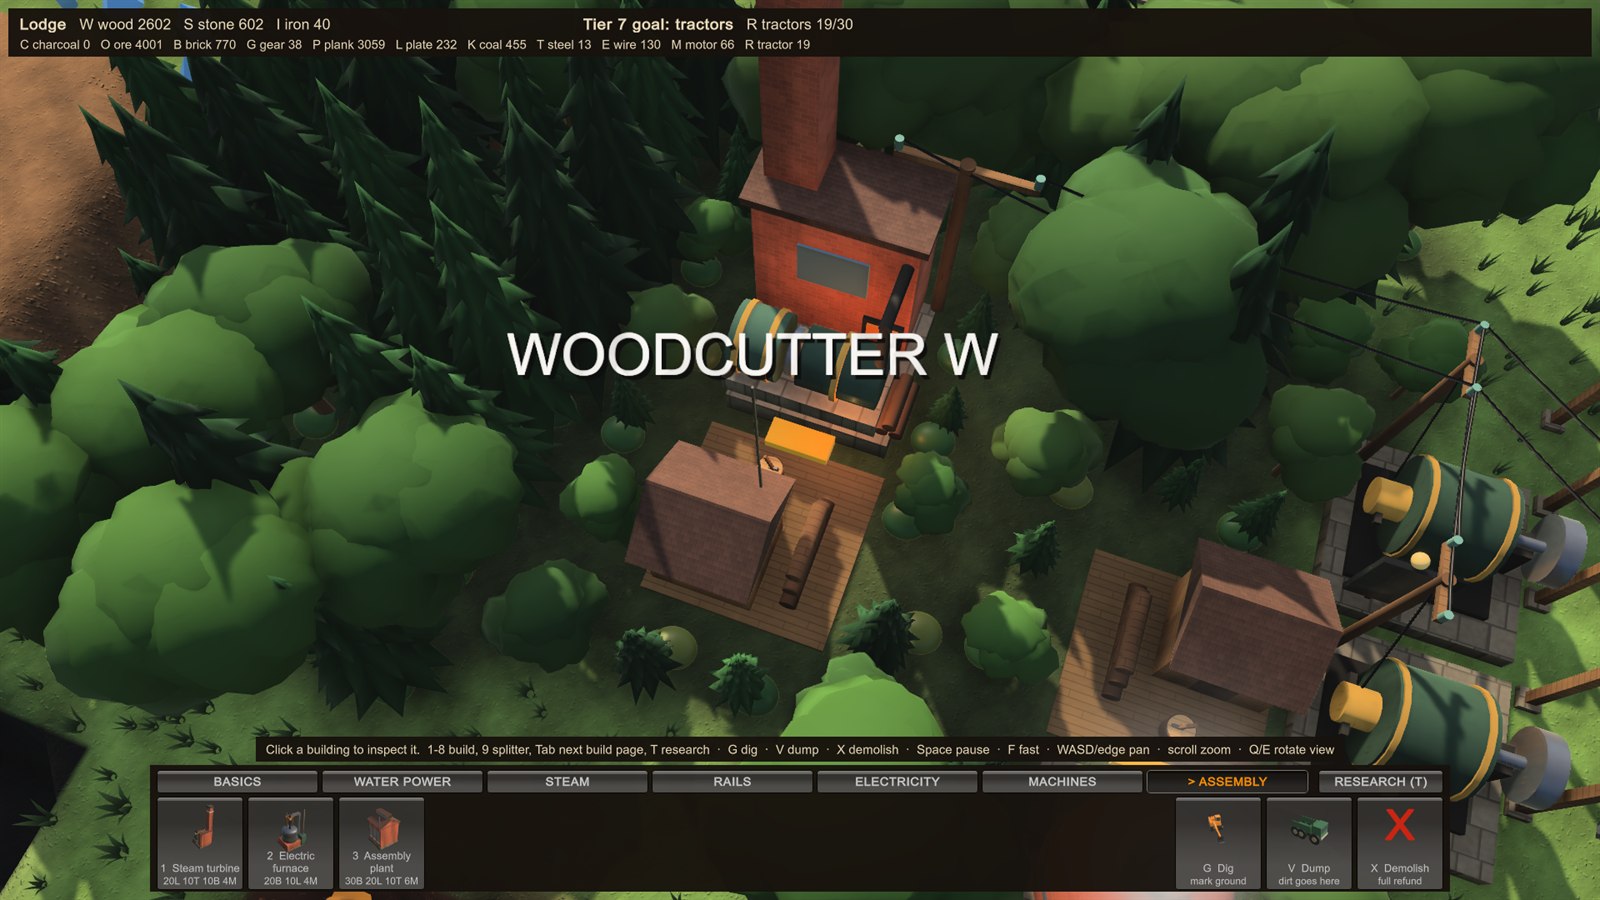 Lodge W wood 2602 S stone 602 I iron 40 Tier 7 goal: tractors R tractors 19/30
C charcoal 0 O ore 4001 B brick 770 G gear 38 P plank 3059 L plate 232 K coal 455 T steel 13 E wire 130 M motor 66 R tractor 19
WOODCUTTER W
Click a building to inspect it. 1-8 build, 9 splitter, Tab next build page, T research · G dig · V dump · X demolish · Space pause · F fast · WASD/edge pan · scroll zoom · Q/E rotate view
BASICS WATER POWER STEAM RAILS ELECTRICITY MACHINES > ASSEMBLY RESEARCH (T)
1 Steam turbine
20L 10T 10B 4M
2 Electric
furnace
20B 10L 4M
3 Assembly
plant
30B 20L 10T 6M
G Dig
mark ground
V Dump
dirt goes here
X Demolish
full refund